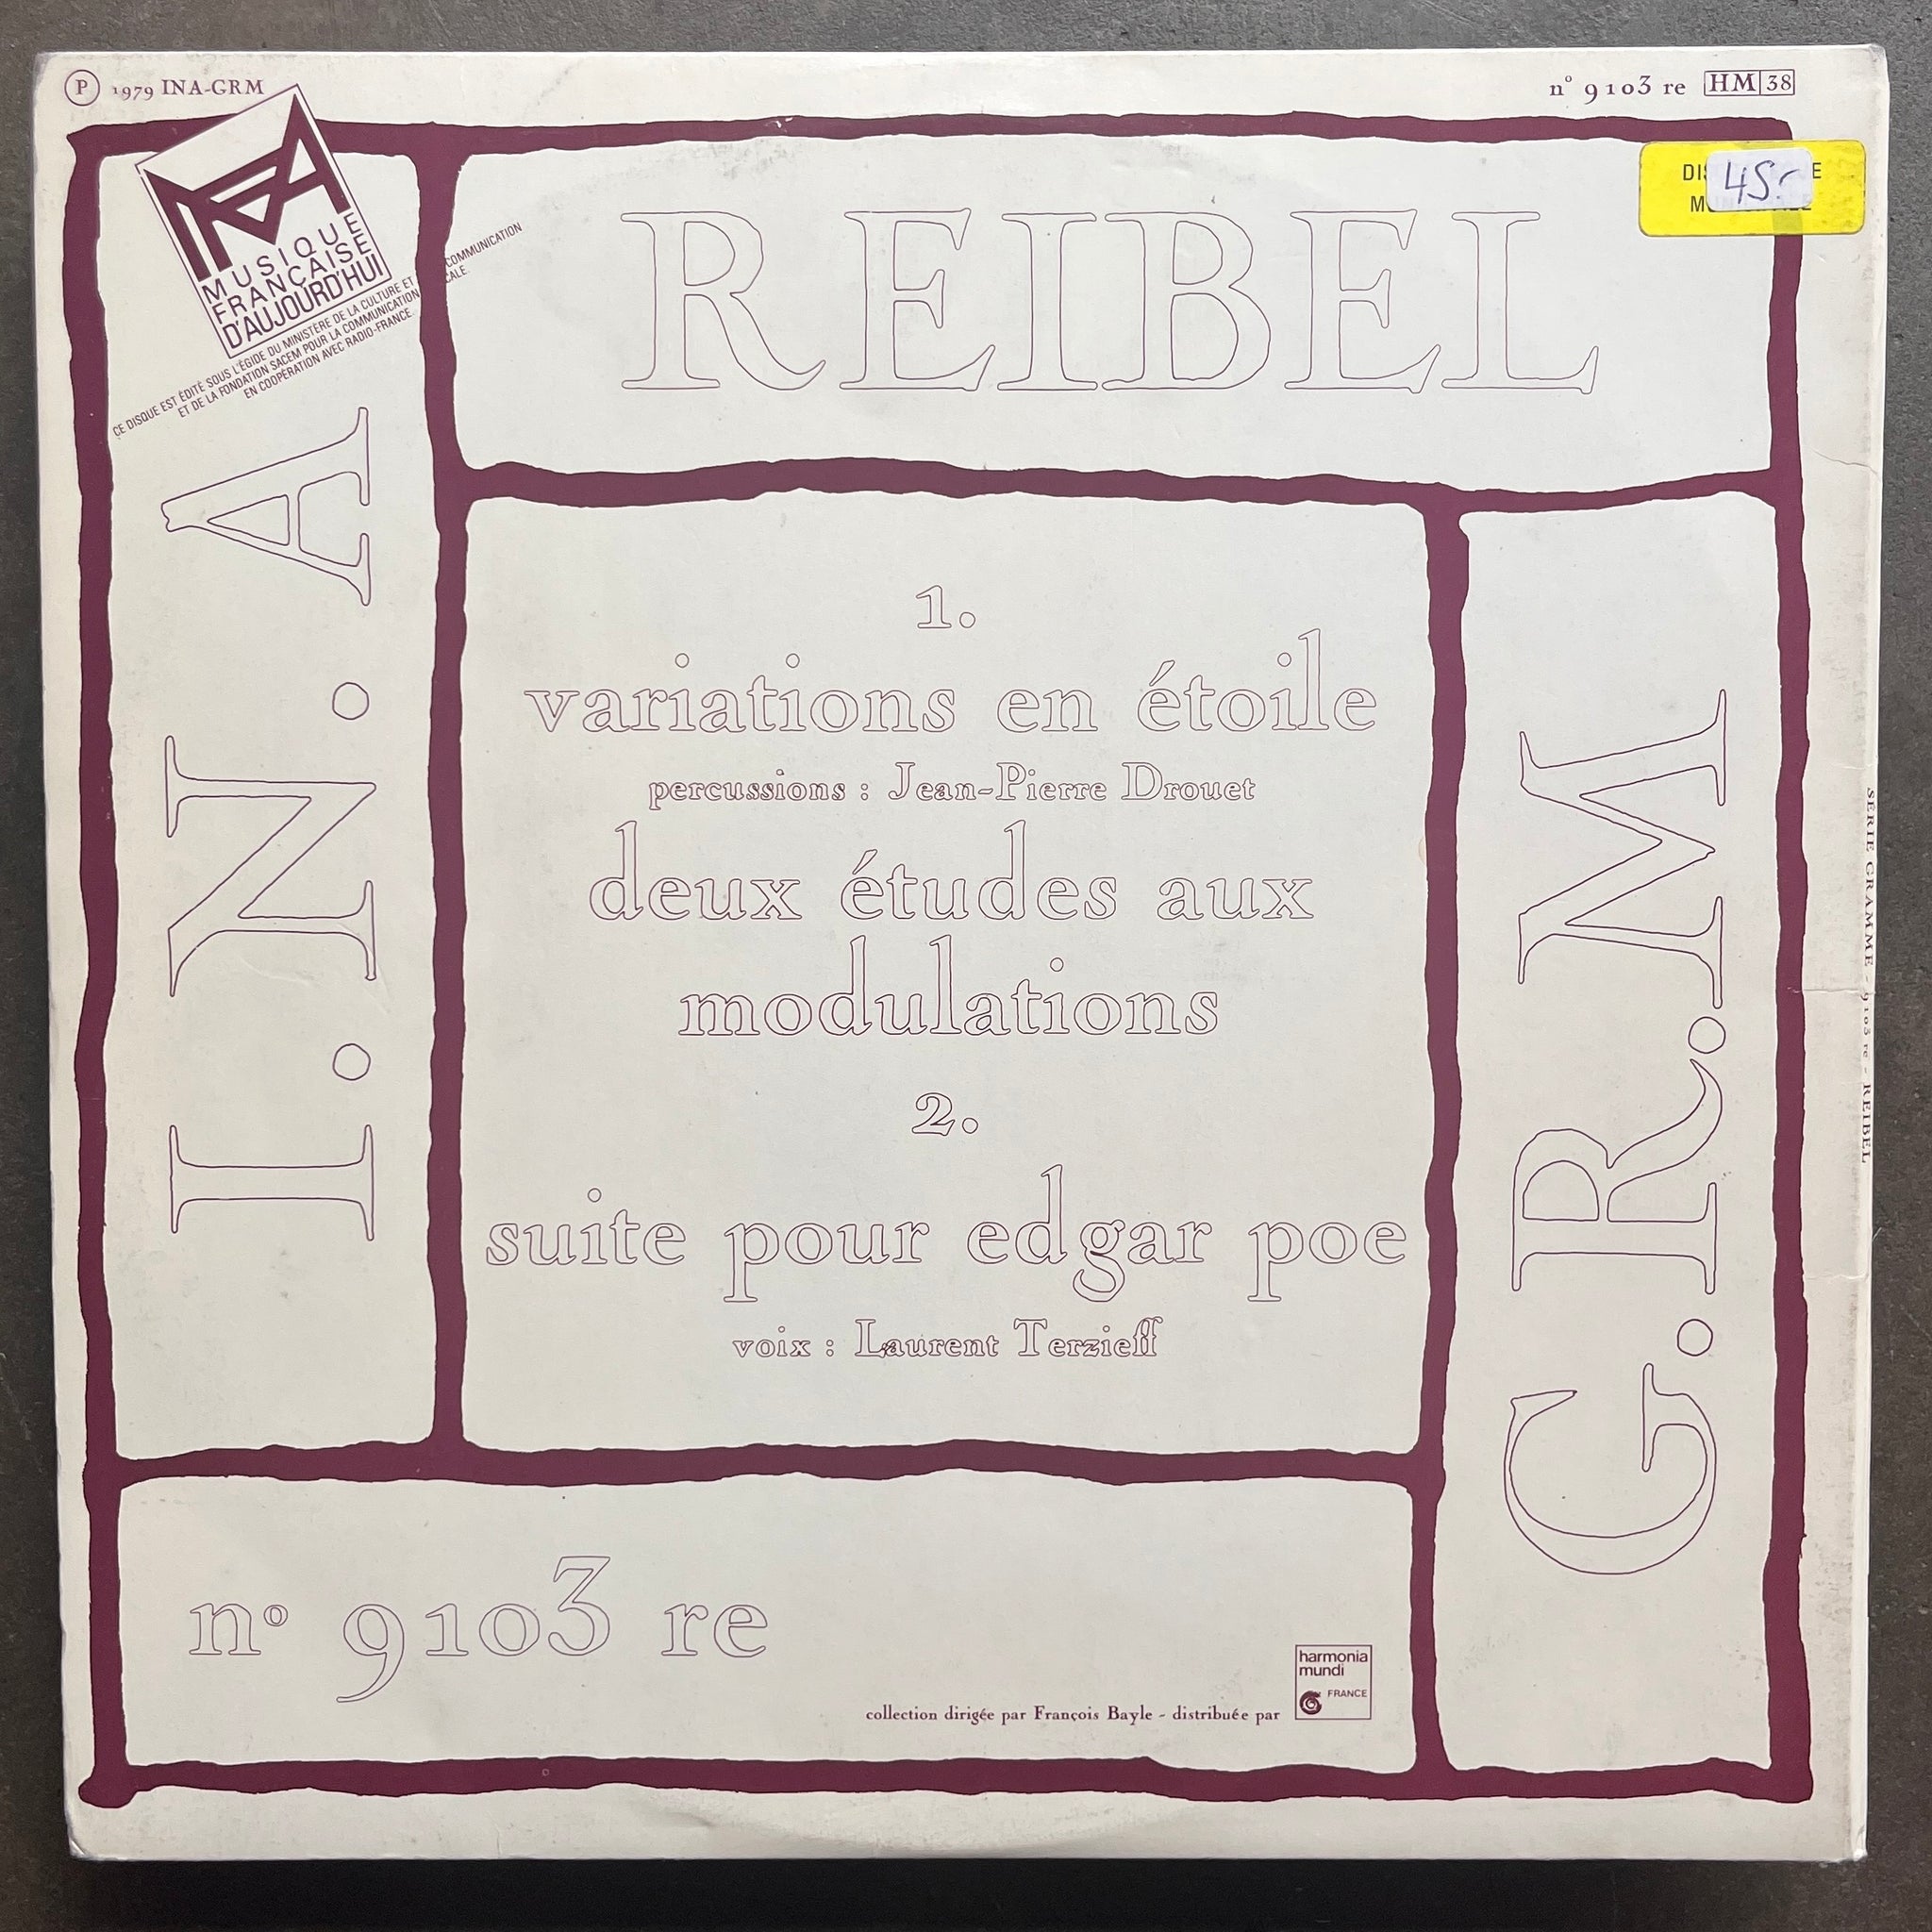 Ⓟ 1979 INA-GRM
n° 9103 re HM 38
MFA
MUSIQUE
FRANÇAISE
D'AUJOURD'HUI
CE DISQUE EST ÉDITÉ SOUS L'ÉGIDE DU MINISTÈRE DE LA CULTURE ET COMMUNICATION
ET DE LA FONDATION SACEM POUR LA COMMUNICATION
EN COOPÉRATION AVEC RADIO-FRANCE
45.-
REIBEL
I.N.A
1.
variations en étoile
percussions : Jean-Pierre Drouet
deux études aux
modulations
2.
suite pour edgar poe
voix : Laurent Terzieff
G.R.M
SÉRIE GRAMME - 9103 re - REIBEL
n° 9103 re
collection dirigée par François Bayle - distribuée par
harmonia
mundi
FRANCE